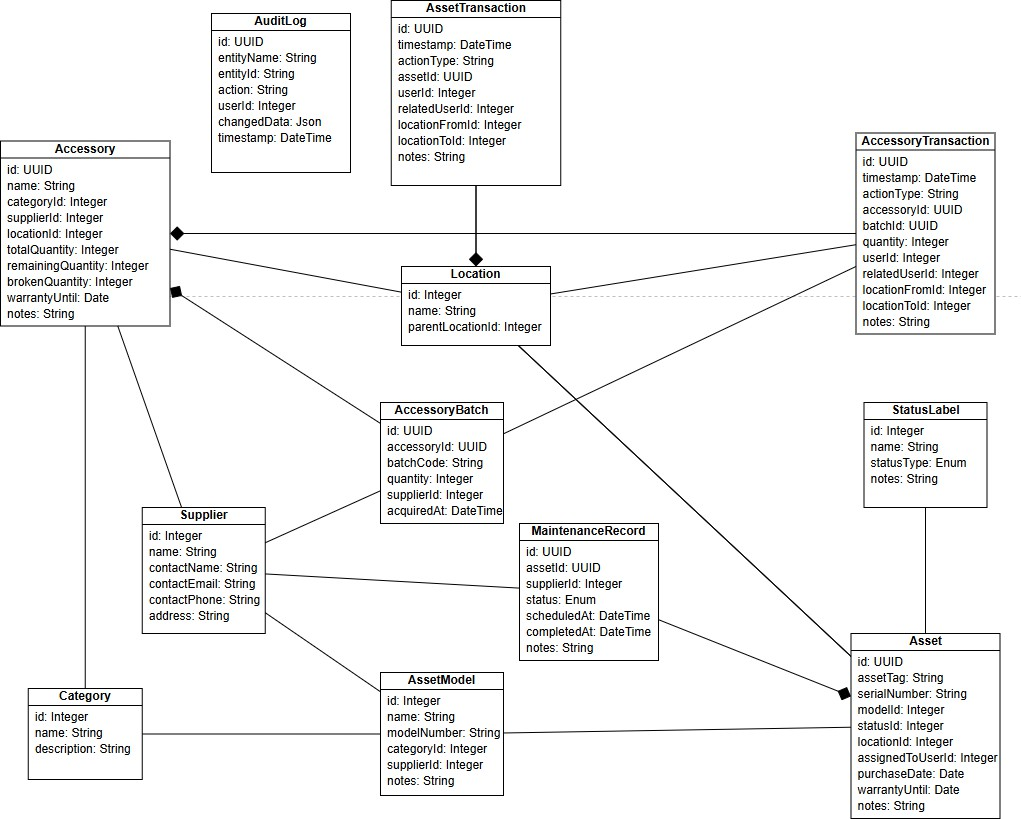 AuditLog
id: UUID
entityName: String
entityId: String
action: String
userId: Integer
changedData: Json
timestamp: DateTime
AssetTransaction
id: UUID
timestamp: DateTime
actionType: String
assetId: UUID
userId: Integer
relatedUserId: Integer
locationFromId: Integer
locationToId: Integer
notes: String
Accessory
id: UUID
name: String
categoryId: Integer
supplierId: Integer
locationId: Integer
totalQuantity: Integer
remainingQuantity: Integer
brokenQuantity: Integer
warrantyUntil: Date
notes: String
AccessoryTransaction
id: UUID
timestamp: DateTime
actionType: String
accessoryId: UUID
batchId: UUID
quantity: Integer
userId: Integer
relatedUserId: Integer
locationFromId: Integer
locationToId: Integer
notes: String
Location
id: Integer
name: String
parentLocationId: Integer
AccessoryBatch
id: UUID
accessoryId: UUID
batchCode: String
quantity: Integer
supplierId: Integer
acquiredAt: DateTime
StatusLabel
id: Integer
name: String
statusType: Enum
notes: String
Supplier
id: Integer
name: String
contactName: String
contactEmail: String
contactPhone: String
address: String
MaintenanceRecord
id: UUID
assetId: UUID
supplierId: Integer
status: Enum
scheduledAt: DateTime
completedAt: DateTime
notes: String
Asset
id: UUID
assetTag: String
serialNumber: String
modelId: Integer
statusId: Integer
locationId: Integer
assignedToUserId: Integer
purchaseDate: Date
warrantyUntil: Date
notes: String
AssetModel
id: Integer
name: String
modelNumber: String
categoryId: Integer
supplierId: Integer
notes: String
Category
id: Integer
name: String
description: String